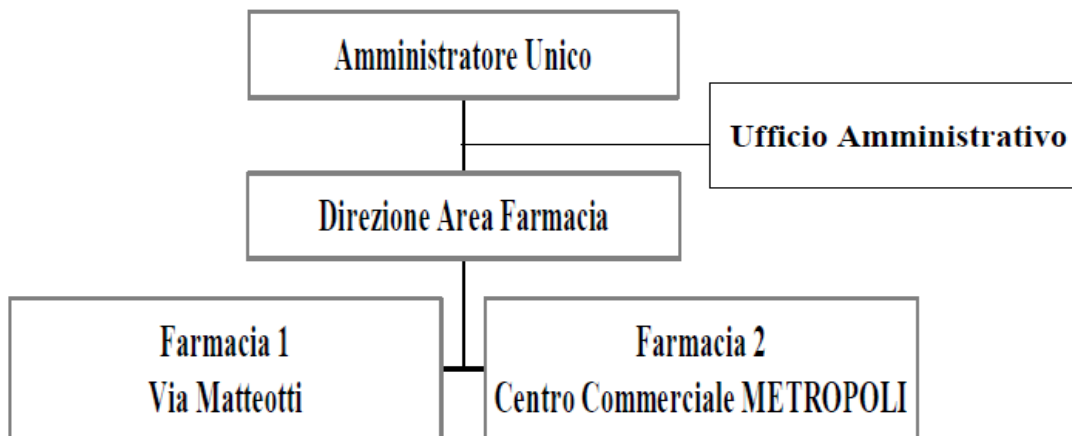 Amministratore Unico
Ufficio Amministrativo
Direzione Area Farmacia
Farmacia 1
Via Matteotti
Farmacia 2
Centro Commerciale METROPOLI